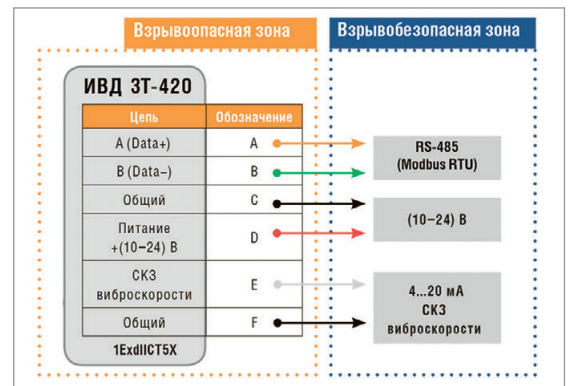 Взрывоопасная зона
Взрывобезопасная зона
ИВД 3Т-420
Цепь
Обозначение
A (Data+)
A
B (Data–)
B
Общий
C
Питание
+(10–24) В
D
СКЗ
виброскорости
E
Общий
F
1ExdIICT5X
RS-485
(Modbus RTU)
(10–24) В
4...20 мА
СКЗ
виброскорости